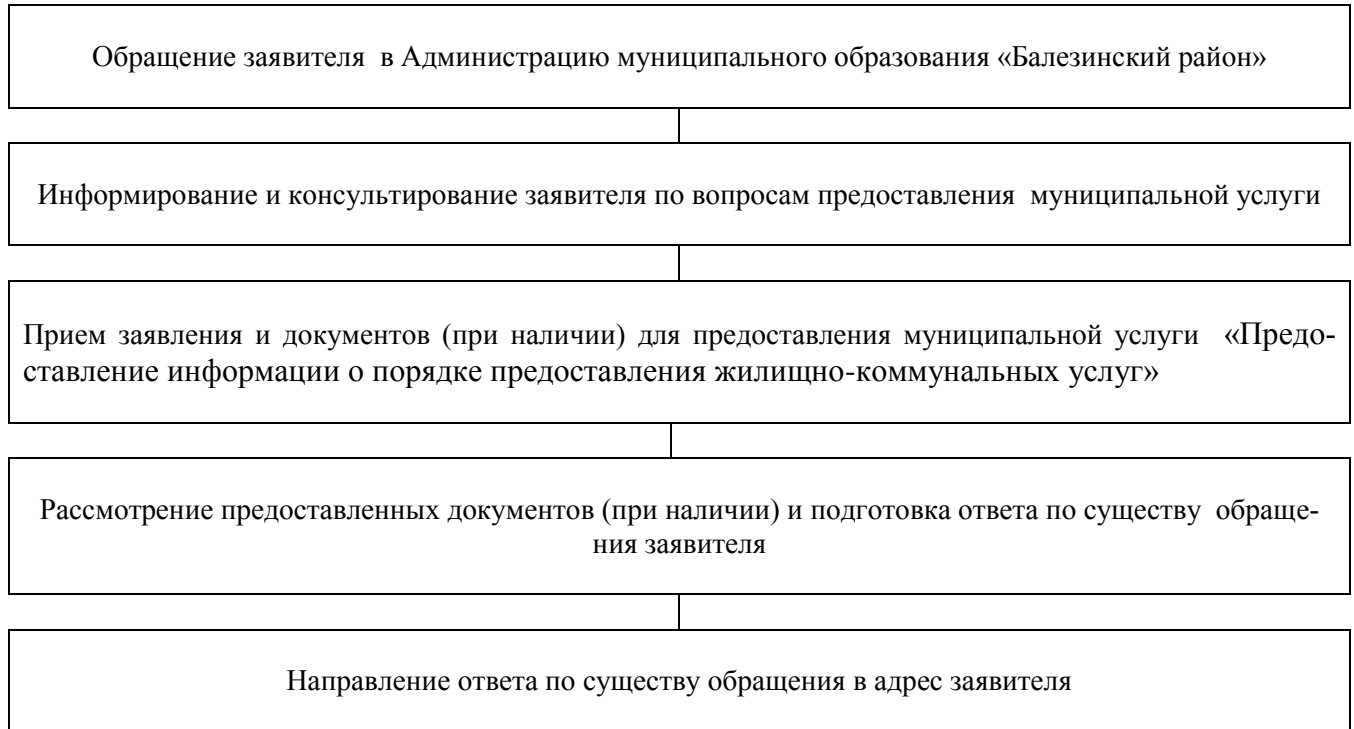 Обращение заявителя  в Администрацию муниципального образования «Балезинский район»
Информирование и консультирование заявителя по вопросам предоставления  муниципальной услуги
Прием заявления и документов (при наличии) для предоставления муниципальной услуги  «Предо-
ставление информации о порядке предоставления жилищно-коммунальных услуг»
Рассмотрение предоставленных документов (при наличии) и подготовка ответа по существу  обраще-
ния заявителя
Направление ответа по существу обращения в адрес заявителя